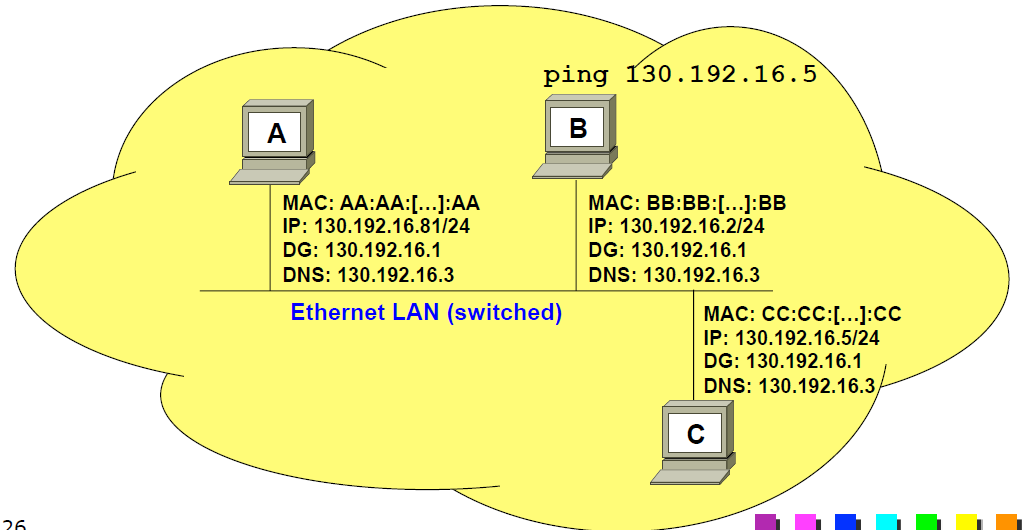 ping 130.192.16.5
A
B
MAC: AA:AA:[…]:AA
IP: 130.192.16.81/24
DG: 130.192.16.1
DNS: 130.192.16.3
MAC: BB:BB:[…]:BB
IP: 130.192.16.2/24
DG: 130.192.16.1
DNS: 130.192.16.3
Ethernet LAN (switched)
MAC: CC:CC:[…]:CC
IP: 130.192.16.5/24
DG: 130.192.16.1
DNS: 130.192.16.3
C
26